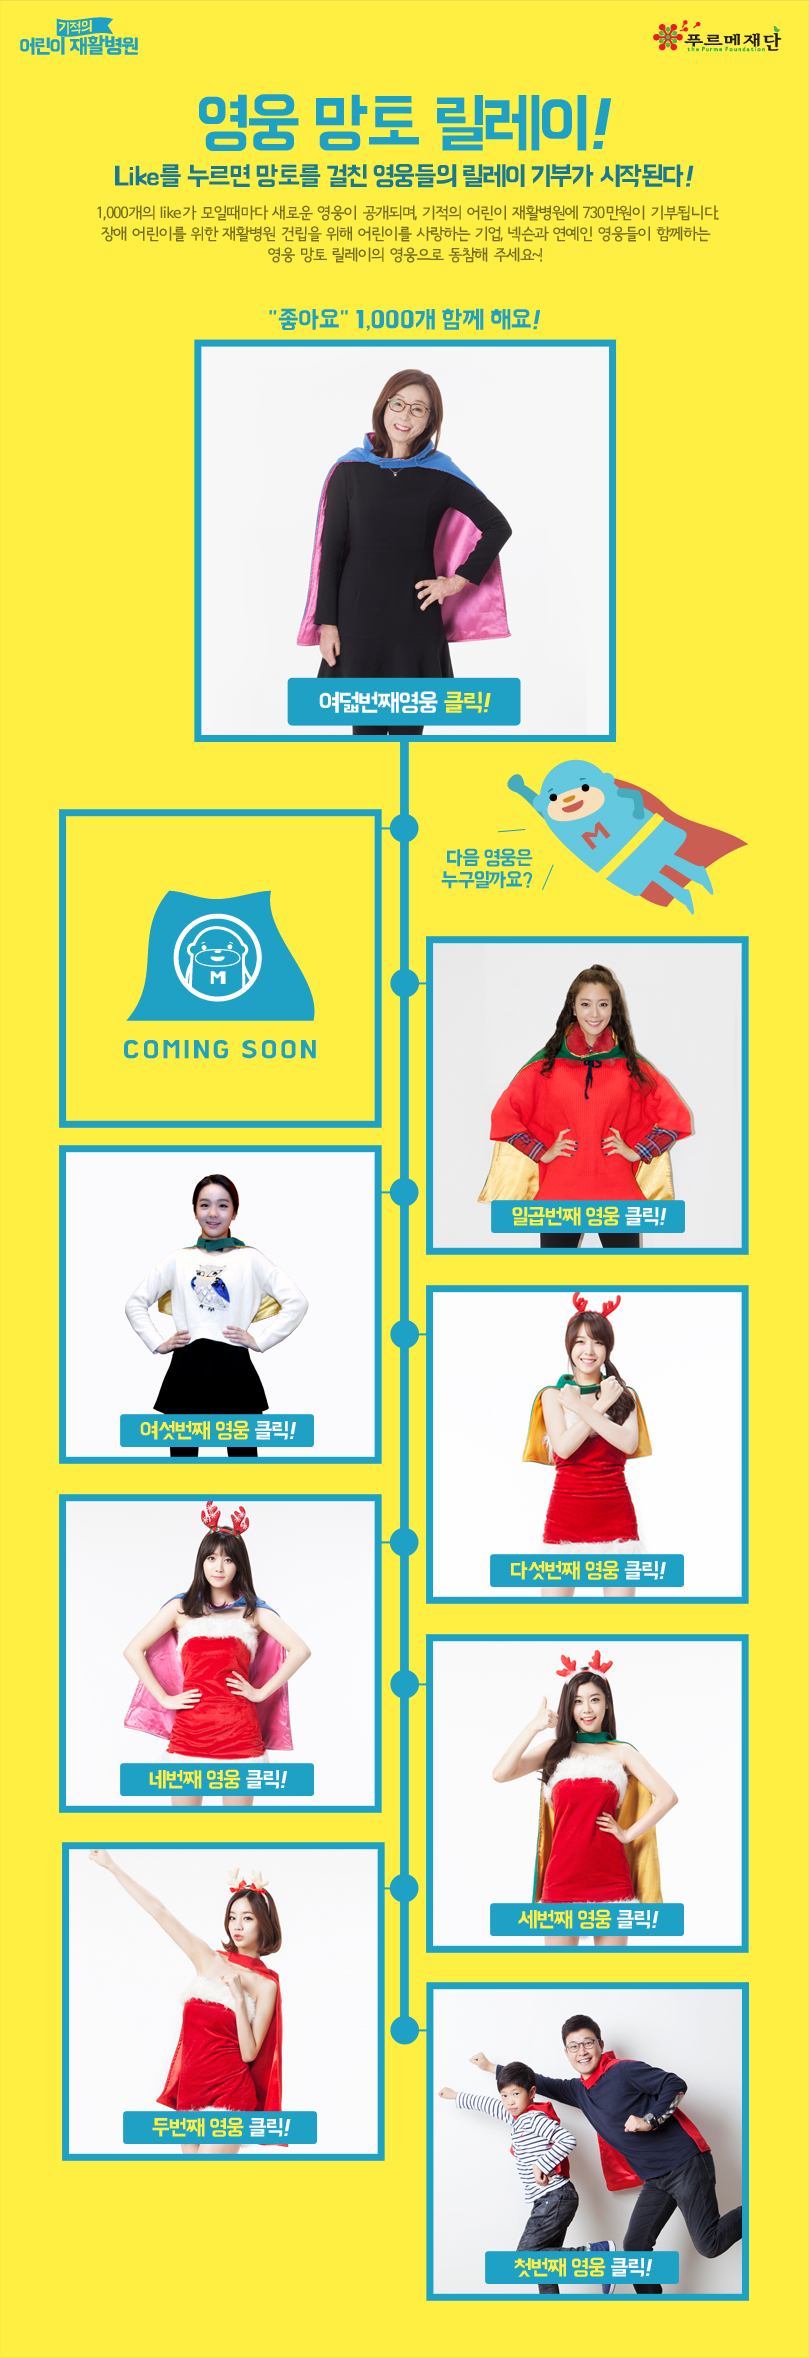 기적의
어린이 재활병원
푸르메재단
the Purme Foundation
영웅 망토 릴레이!
Like를 누르면 망토를 걸친 영웅들의 릴레이 기부가 시작된다!
1,000개의 like가 모일때마다 새로운 영웅이 공개되며, 기적의 어린이 재활병원에 730만원이 기부됩니다.
장애 어린이를 위한 재활병원 건립을 위해 어린이를 사랑하는 기업, 넥슨과 연예인 영웅들이 함께하는
영웅 망토 릴레이의 영웅으로 동참해 주세요~!
"좋아요" 1,000개 함께 해요!
여덟번째영웅 클릭!
M
다음 영웅은
누구일까요?
M
COMING SOON
일곱번째 영웅 클릭!
여섯번째 영웅 클릭!
다섯번째 영웅 클릭!
네번째 영웅 클릭!
세번째 영웅 클릭!
두번째 영웅 클릭!
첫번째 영웅 클릭!